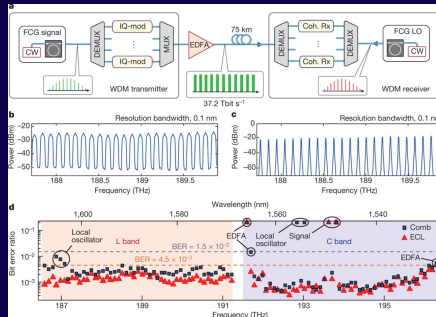 a
FCG signal
CW
DEMUX
IQ-mod
IQ-mod
MUX
WDM transmitter
EDFA
75 km
37.2 Tbit s⁻¹
DEMUX
Coh. Rx
Coh. Rx
DEMUX
FCG LO
CW
WDM receiver
b
Resolution bandwidth, 0.1 nm
Power (dBm)
-20
-40
-60
188
188.5
189
189.5
Frequency (THz)
c
Resolution bandwidth, 0.1 nm
Power (dBm)
0
-20
-40
-60
188
188.5
189
189.5
Frequency (THz)
d
Wavelength (nm)
1,600
1,580
1,560
1,540
Bit error ratio
10⁻¹
10⁻²
10⁻³
Local oscillator
L band
BER = 1.5 × 10⁻²
BER = 4.5 × 10⁻³
EDFA
Local oscillator
Signal
C band
EDFA
Comb
ECL
187
189
191
193
195
Frequency (THz)